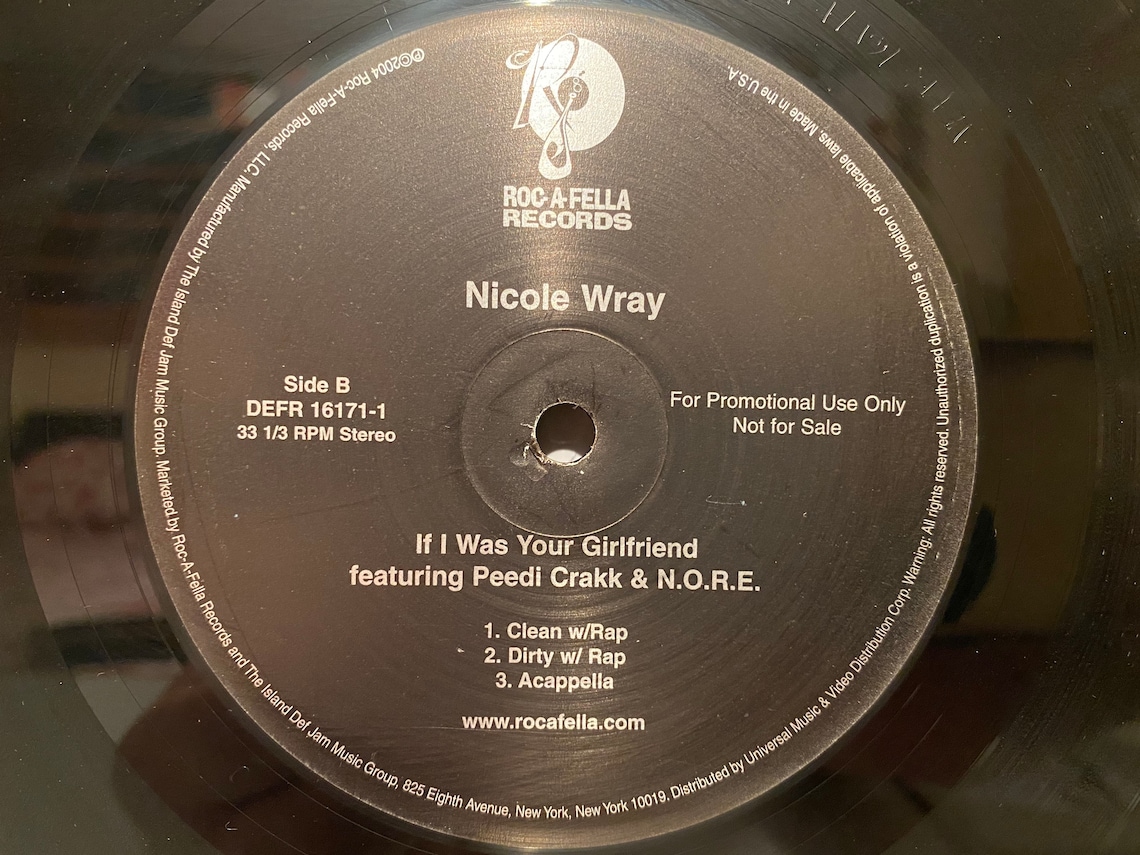 ROC-A-FELLA
RECORDS
Nicole Wray
Side B
DEFR 16171-1
33 1/3 RPM Stereo
For Promotional Use Only
Not for Sale
If I Was Your Girlfriend
featuring Peedi Crakk & N.O.R.E.
1. Clean w/Rap
2. Dirty w/ Rap
3. Acappella
www.rocafella.com
℗©2004 Roc-A-Fella Records, LLC. Manufactured by The Island Def Jam Music Group. Marketed by Roc-A-Fella Records and The Island Def Jam Music Group, 825 Eighth Avenue, New York, New York 10019. Distributed by Universal Music & Video Distribution Corp. Warning: All rights reserved. Unauthorized duplication is a violation of applicable laws. Made in the U.S.A.